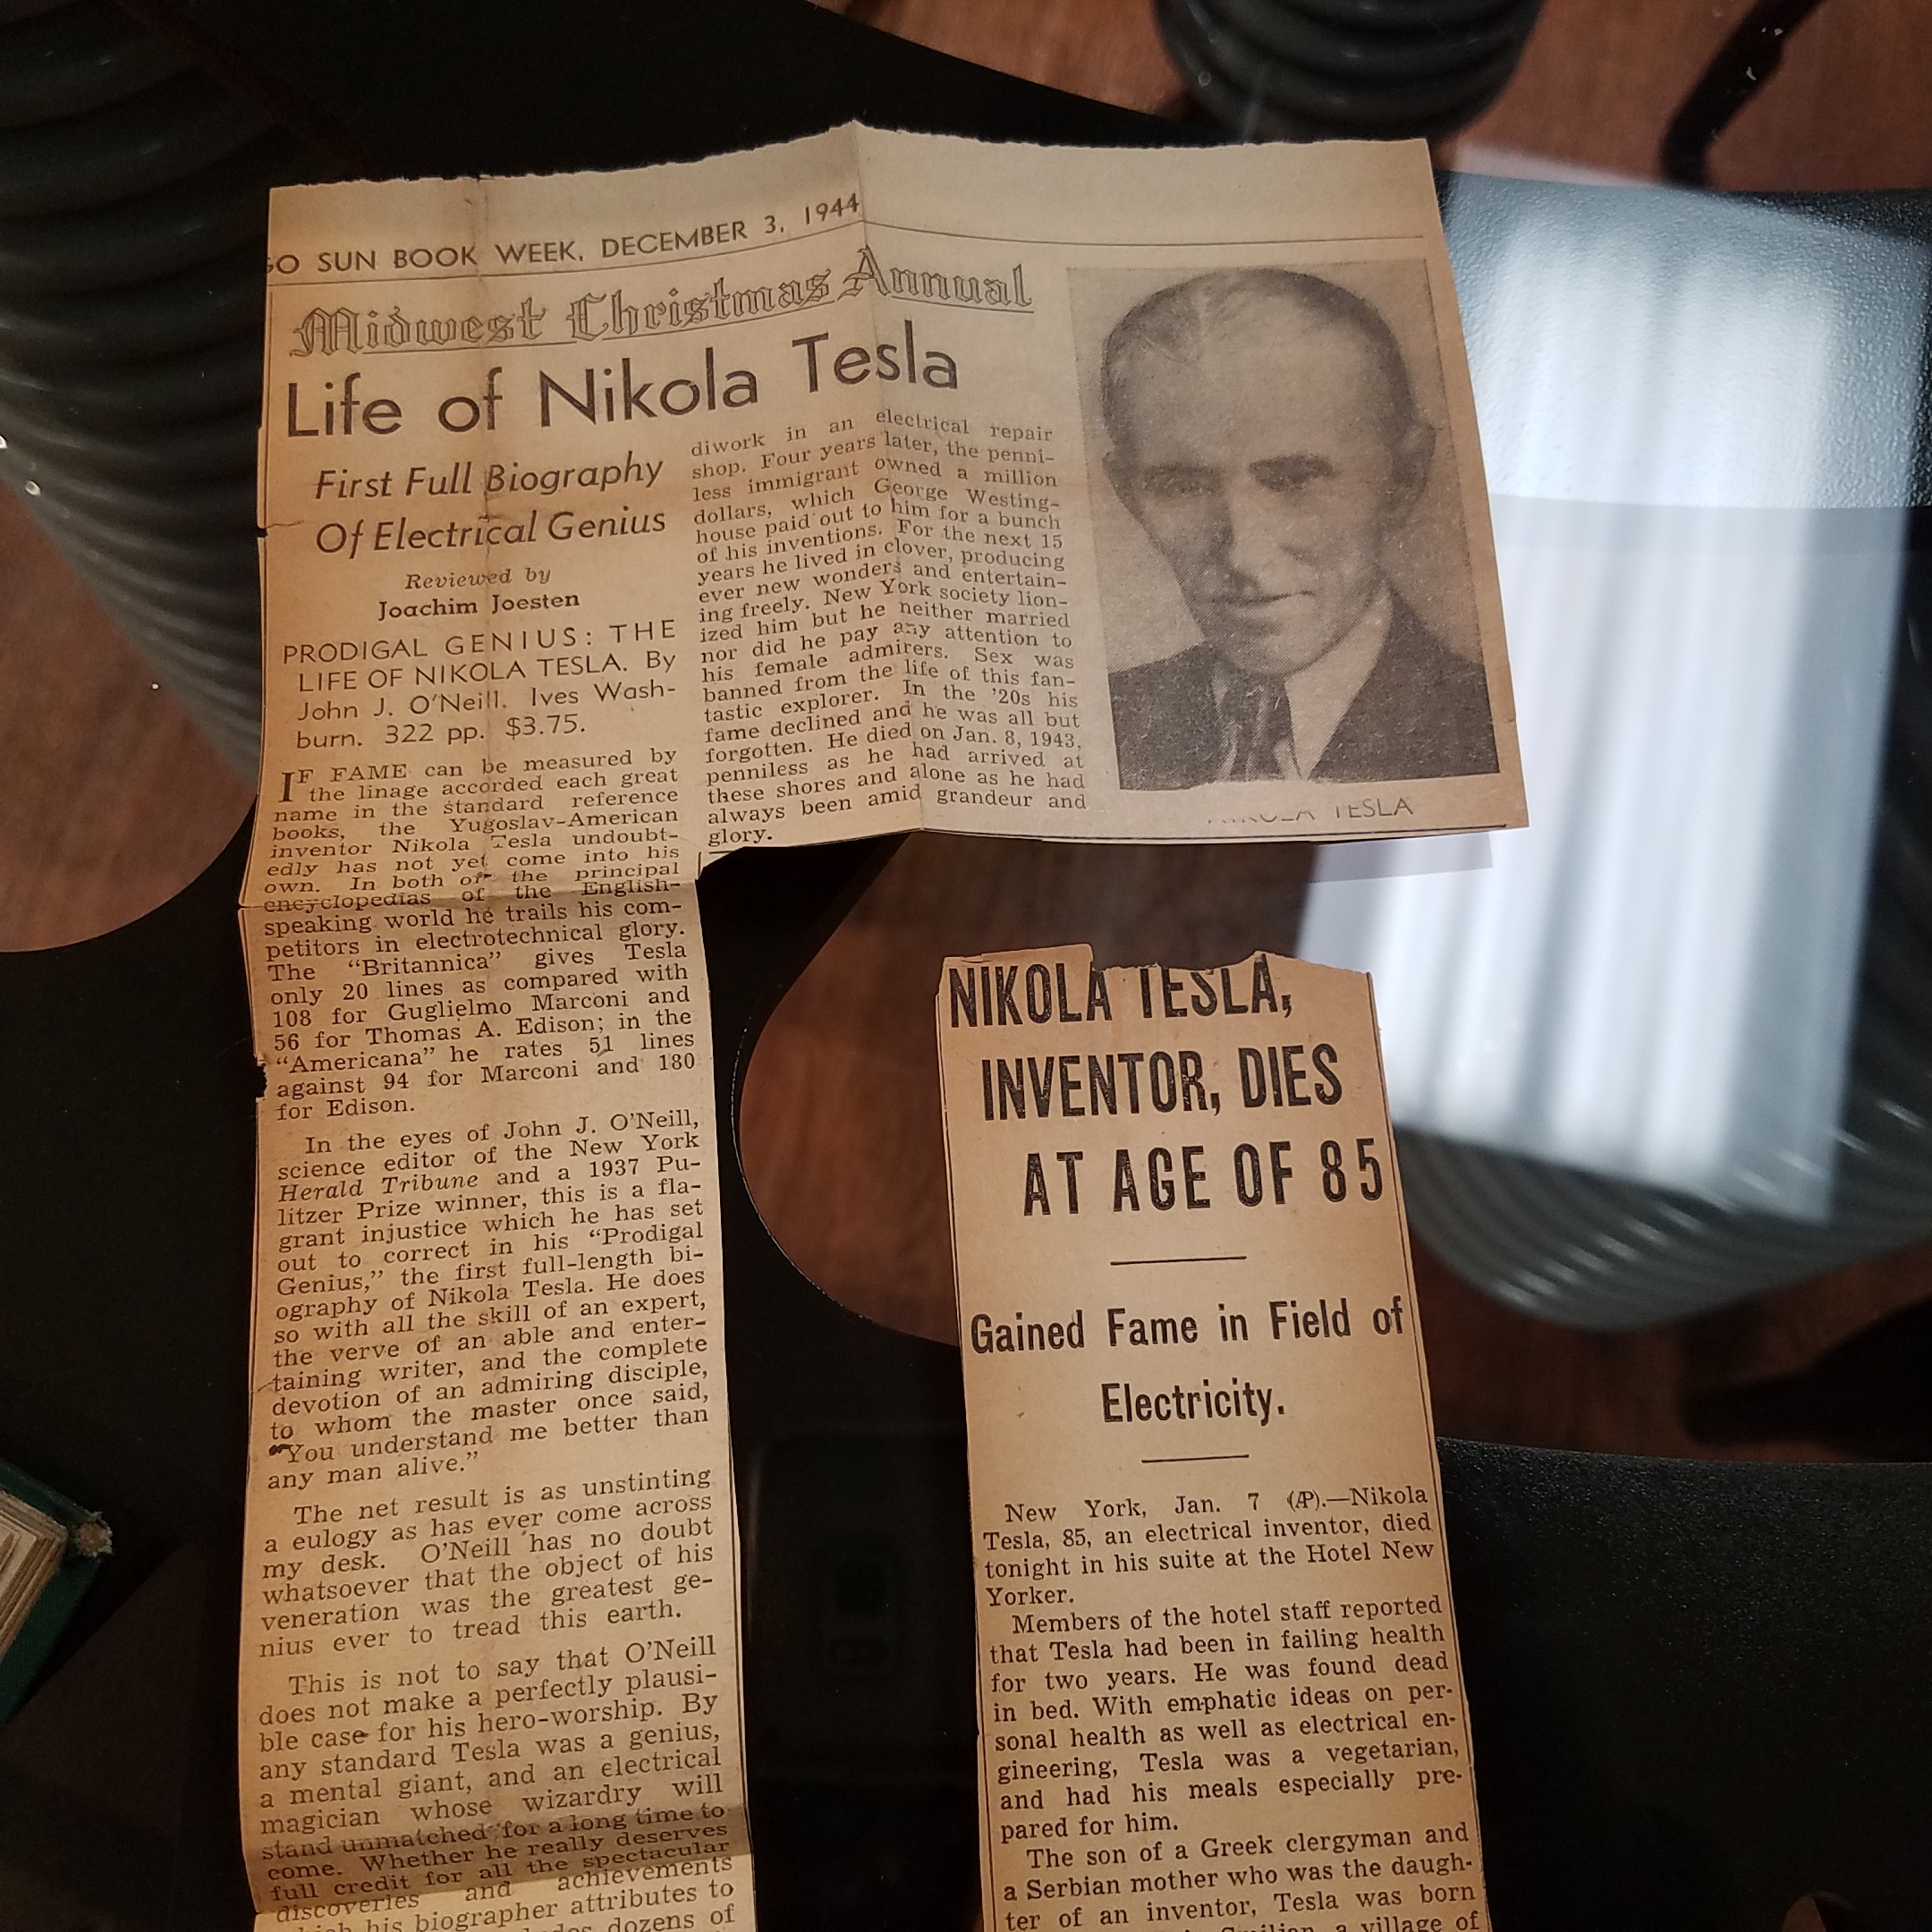 GO SUN BOOK WEEK, DECEMBER 3, 1944
Midwest Christmas Annual
Life of Nikola Tesla
First Full Biography
Of Electrical Genius
Reviewed by
Joachim Joesten
PRODIGAL GENIUS: THE
LIFE OF NIKOLA TESLA. By
John J. O'Neill. Ives Wash-
burn. 322 pp. $3.75.
IF FAME can be measured by
the linage accorded each great
name in the standard reference
books, the Yugoslav-American
inventor Nikola Tesla undoubt-
edly has not yet come into his
own. In both of the principal
encyclopedias of the English-
speaking world he trails his com-
petitors in electrotechnical glory.
The "Britannica" gives Tesla
only 20 lines as compared with
108 for Guglielmo Marconi and
56 for Thomas A. Edison; in the
"Americana" he rates 51 lines
against 94 for Marconi and 180
for Edison.
In the eyes of John J. O'Neill,
science editor of the New York
Herald Tribune and a 1937 Pu-
litzer Prize winner, this is a fla-
grant injustice which he has set
out to correct in his "Prodigal
Genius," the first full-length bi-
ography of Nikola Tesla. He does
so with all the skill of an expert,
the verve of an able and enter-
taining writer, and the complete
devotion of an admiring disciple,
to whom the master once said,
"You understand me better than
any man alive."
The net result is as unstinting
a eulogy as has ever come across
my desk. O'Neill has no doubt
whatsoever that the object of his
veneration was the greatest ge-
nius ever to tread this earth.
This is not to say that O'Neill
does not make a perfectly plausi-
ble case for his hero-worship. By
any standard Tesla was a genius,
a mental giant, and an electrical
magician whose wizardry will
stand unmatched for a long time to
come. Whether he really deserves
full credit for all the spectacular
discoveries and achievements
his biographer attributes to
dozens of
diwork in an electrical repair
shop. Four years later, the penni-
less immigrant owned a million
dollars, which George Westing-
house paid out to him for a bunch
of his inventions. For the next 15
years he lived in clover, producing
ever new wonders and entertain-
ing freely. New York society lion-
ized him but he neither married
nor did he pay any attention to
his female admirers. Sex was
banned from the life of this fan-
tastic explorer. In the '20s his
fame declined and he was all but
forgotten. He died on Jan. 8, 1943,
penniless as he had arrived at
these shores and alone as he had
always been amid grandeur and
glory.
NIKOLA TESLA
NIKOLA TESLA,
INVENTOR, DIES
AT AGE OF 85
Gained Fame in Field of
Electricity.
New York, Jan. 7 (AP).—Nikola
Tesla, 85, an electrical inventor, died
tonight in his suite at the Hotel New
Yorker.
Members of the hotel staff reported
that Tesla had been in failing health
for two years. He was found dead
in bed. With emphatic ideas on per-
sonal health as well as electrical en-
gineering, Tesla was a vegetarian,
and had his meals especially pre-
pared for him.
The son of a Greek clergyman and
a Serbian mother who was the daugh-
ter of an inventor, Tesla was born
a village of